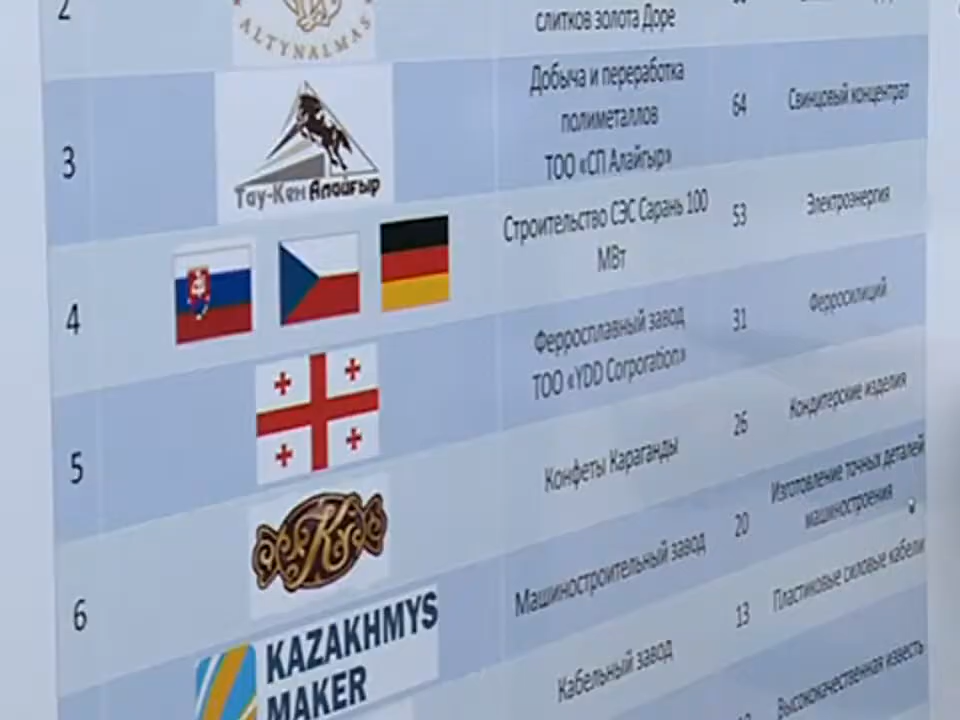 2
ALTYNALMAS
слитков золота Доре
3
Тау-Кен Алайғыр
Добыча и переработка
полиметаллов
ТОО «СП Алайғыр»
64
Свинцовый концентрат
4
Строительство СЭС Сарань 100
МВт
53
Электроэнергия
5
Ферросплавный завод
ТОО «YDD Corporation»
31
Ферросилиций
6
Конфеты Караганды
26
Кондитерские изделия
KAZAKHMYS
MAKER
Машиностроительный завод
20
Изготовление точных деталей
машиностроения
Кабельный завод
13
Пластиковые силовые кабели
Высококачественная известь